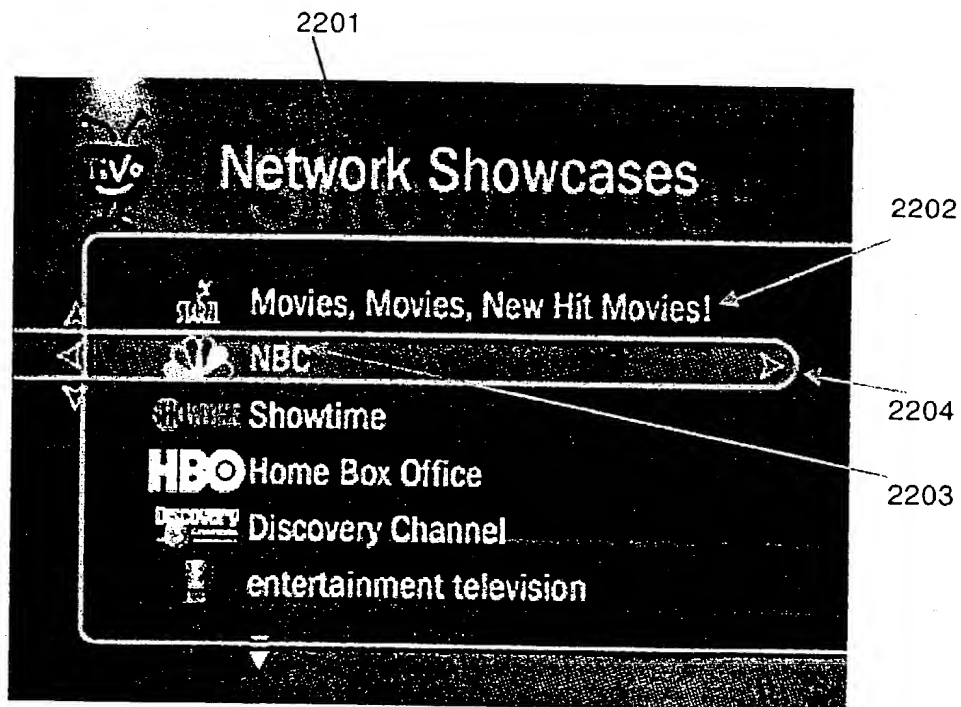 2201
TiVo
Network Showcases
2202
Movies, Movies, New Hit Movies!
NBC
2204
SHOWTIME Showtime
HBO Home Box Office
2203
DISCOVERY Discovery Channel
entertainment television